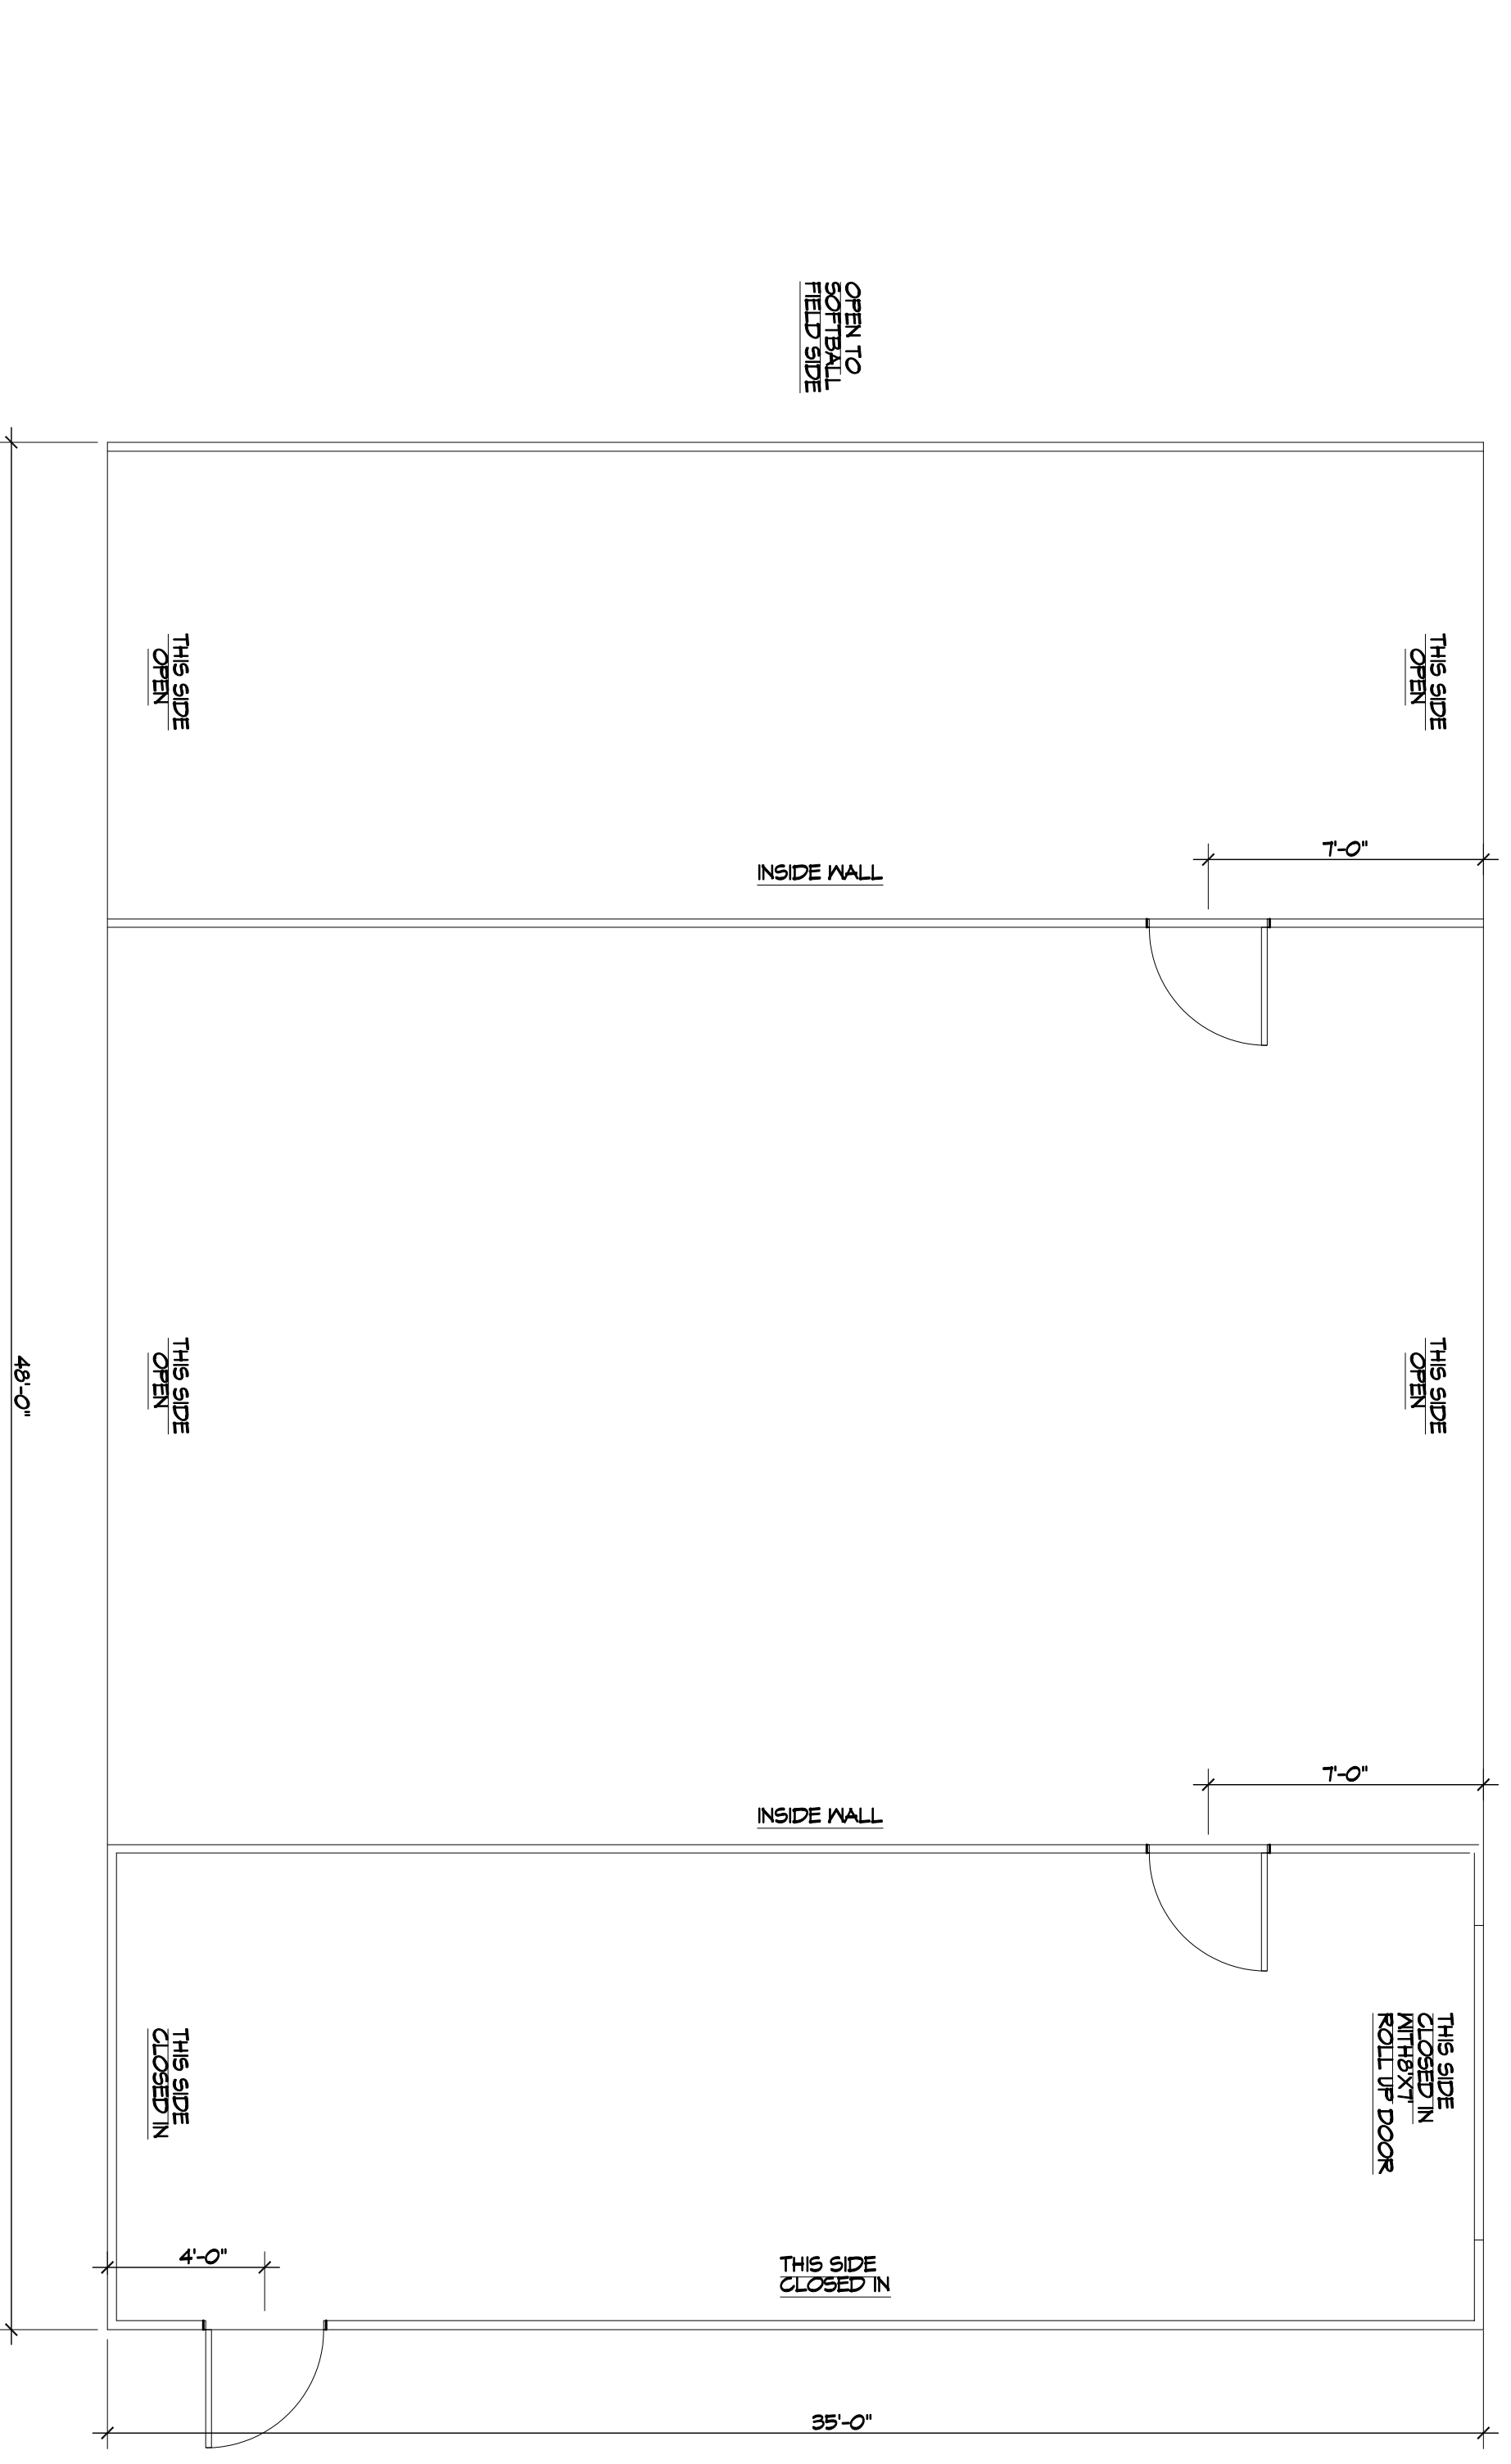 OPEN TO
SOFTBALL
FIELD SIDE
THIS SIDE
OPEN
THIS SIDE
OPEN
7'-0"
INSIDE WALL
THIS SIDE
OPEN
THIS SIDE
OPEN
48'-0"
7'-0"
INSIDE WALL
THIS SIDE
CLOSED IN
THIS SIDE
CLOSED IN
WITH8'X7'
ROLL UP DOOR
4'-0"
THIS SIDE
CLOSED IN
35'-0"